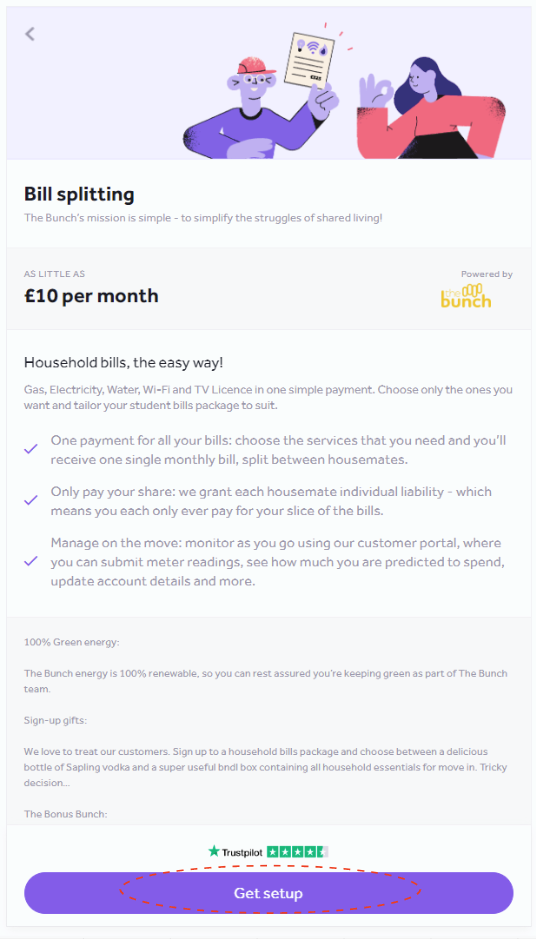 Bill splitting
The Bunch's mission is simple - to simplify the struggles of shared living!
AS LITTLE AS
£10 per month
Powered by
the
bunch
Household bills, the easy way!
Gas, Electricity, Water, Wi-Fi and TV Licence in one simple payment. Choose only the ones you
want and tailor your student bills package to suit.
One payment for all your bills: choose the services that you need and you'll
receive one single monthly bill, split between housemates.
Only pay your share: we grant each housemate individual liability - which
means you each only ever pay for your slice of the bills.
Manage on the move: monitor as you go using our customer portal, where
you can submit meter readings, see how much you are predicted to spend,
update account details and more.
100% Green energy:
The Bunch energy is 100% renewable, so you can rest assured you're keeping green as part of The Bunch
team.
Sign-up gifts:
We love to treat our customers. Sign up to a household bills package and choose between a delicious
bottle of Sapling vodka and a super useful bndl box containing all household essentials for move in. Tricky
decision...
The Bonus Bunch:
Trustpilot
Get setup